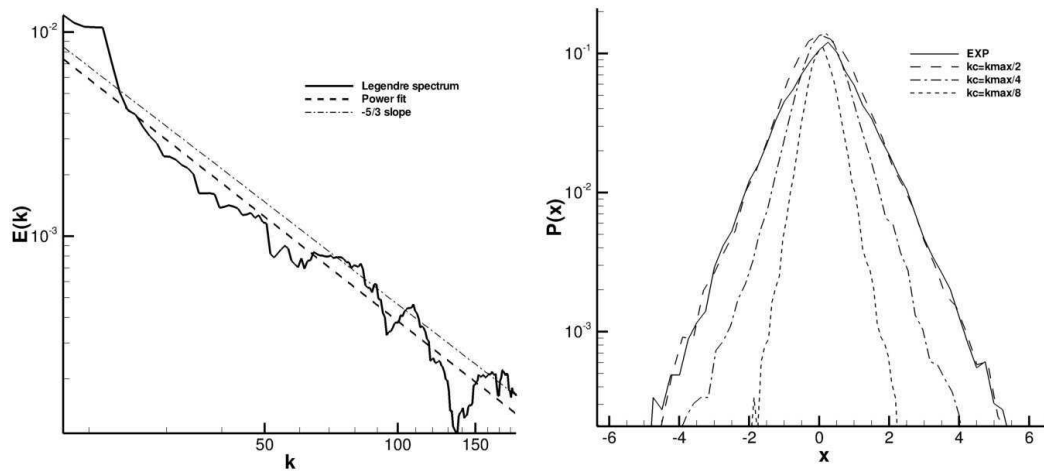 10⁻²
10⁻³
E(k)
50
100
150
k
Legendre spectrum
Power fit
-5/3 slope
10⁻¹
10⁻²
10⁻³
P(x)
-6
-4
-2
0
2
4
6
x
EXP
kc=kmax/2
kc=kmax/4
kc=kmax/8